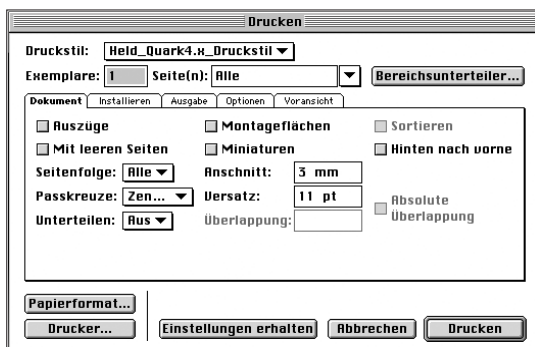 Drucken
Druckstil: Held_Quark4.x_Druckstil
Exemplare: 1 Seite(n): Alle Bereichsunterteiler...
Dokument Installieren Ausgabe Optionen Voransicht
Auszüge Montageflächen Sortieren
Mit leeren Seiten Miniaturen Hinten nach vorne
Seitenfolge: Alle Anschnitt: 3 mm
Passkreuze: Zen... Versatz: 11 pt Absolute
Überlappung
Unterteilen: Aus Überlappung:
Papierformat...
Drucker... Einstellungen erhalten Abbrechen Drucken